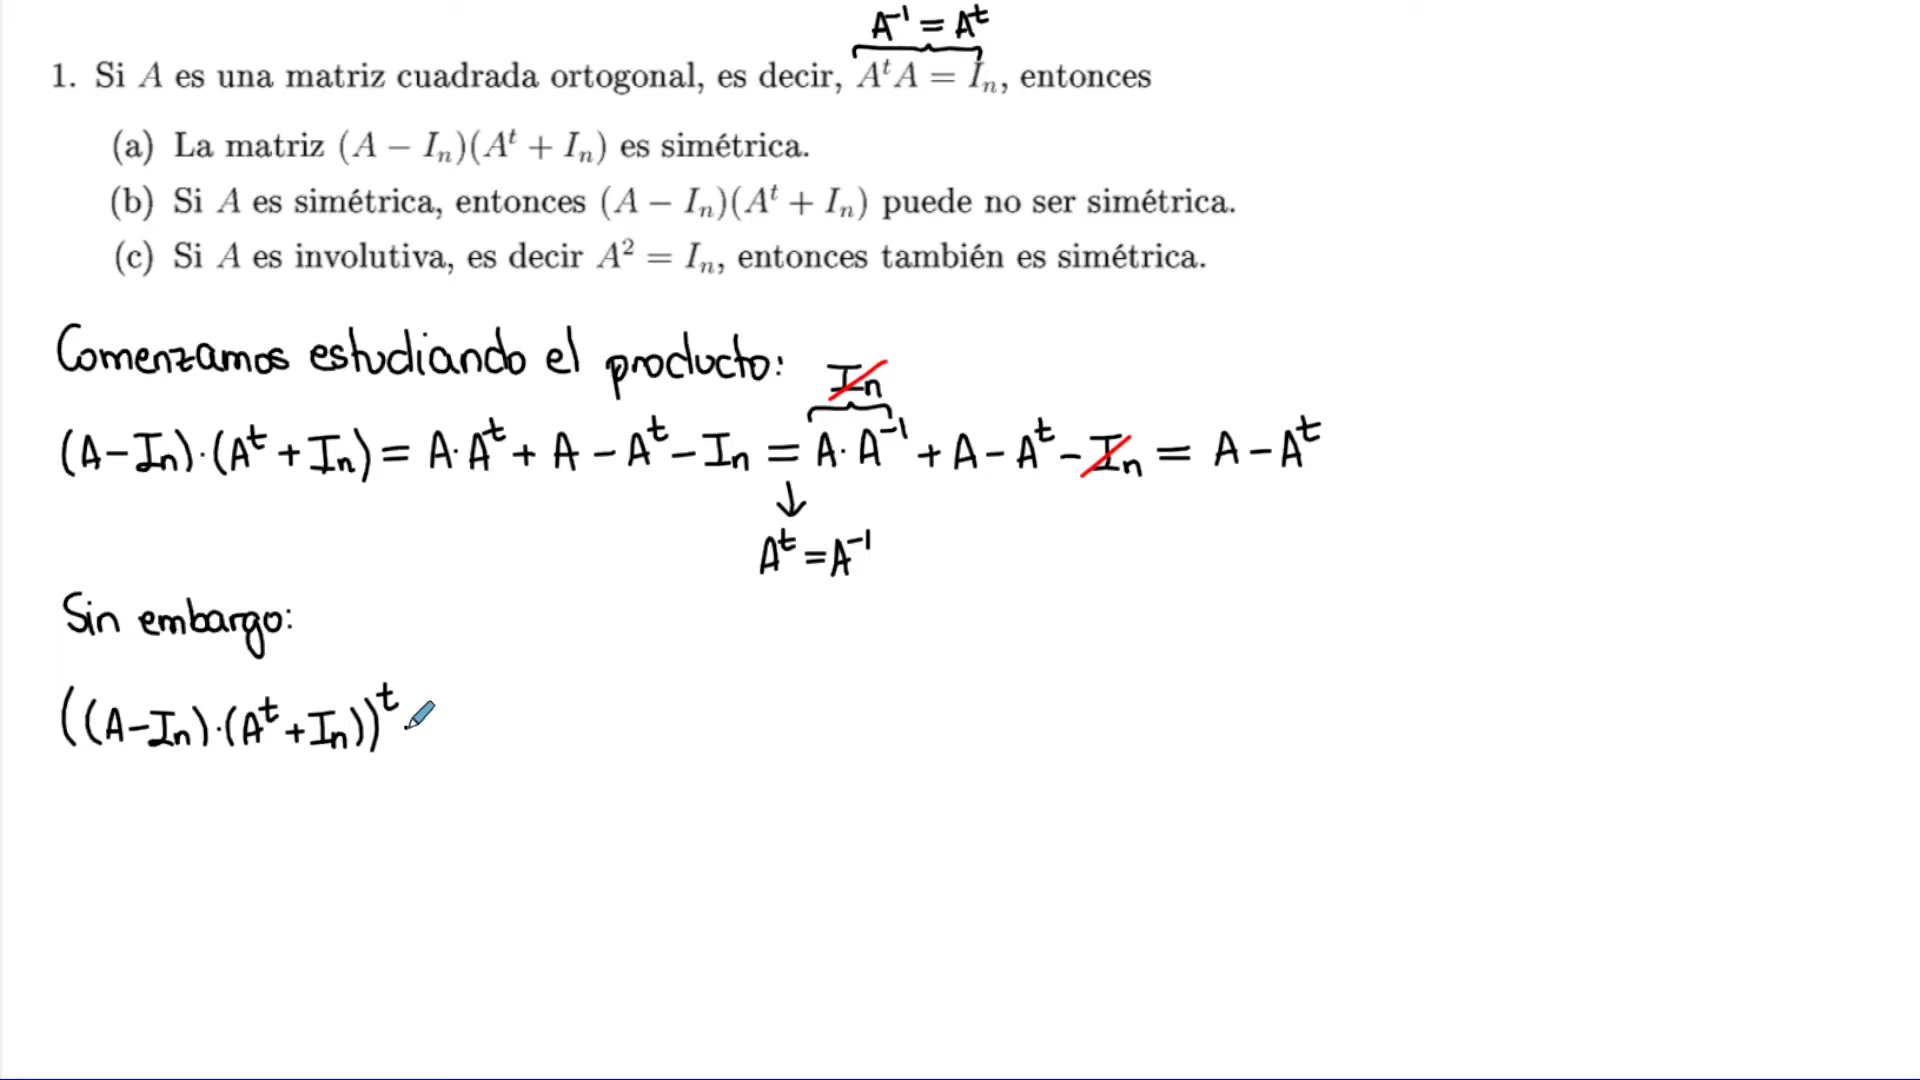 A⁻¹ = Aᵗ
1. Si A es una matriz cuadrada ortogonal, es decir, AᵗA = Iₙ, entonces
(a) La matriz (A − Iₙ)(Aᵗ + Iₙ) es simétrica.
(b) Si A es simétrica, entonces (A − Iₙ)(Aᵗ + Iₙ) puede no ser simétrica.
(c) Si A es involutiva, es decir A² = Iₙ, entonces también es simétrica.
Comenzamos estudiando el producto:
Iₙ
(A−Iₙ)·(Aᵗ+Iₙ) = A·Aᵗ + A − Aᵗ − Iₙ = A·A⁻¹ + A − Aᵗ − Iₙ = A − Aᵗ
↓
Aᵗ = A⁻¹
Sin embargo:
((A−Iₙ)·(Aᵗ+Iₙ))ᵗ